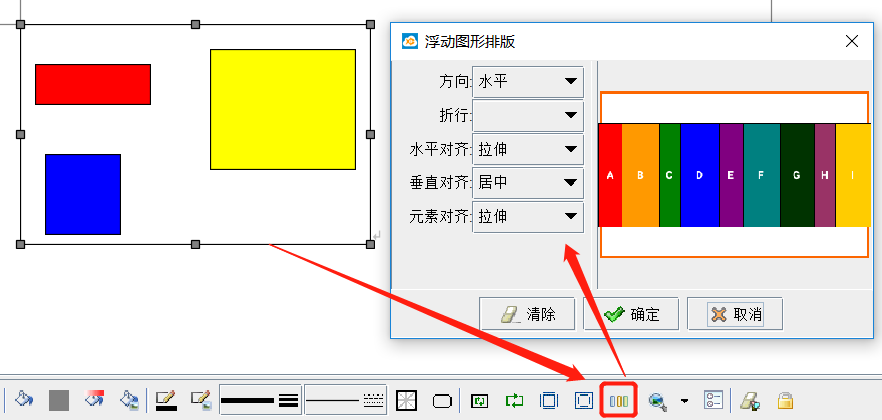 浮动图形排版
方向: 水平
折行:
水平对齐: 拉伸
垂直对齐: 居中
元素对齐: 拉伸
A B C D E F G H I
清除 确定 取消